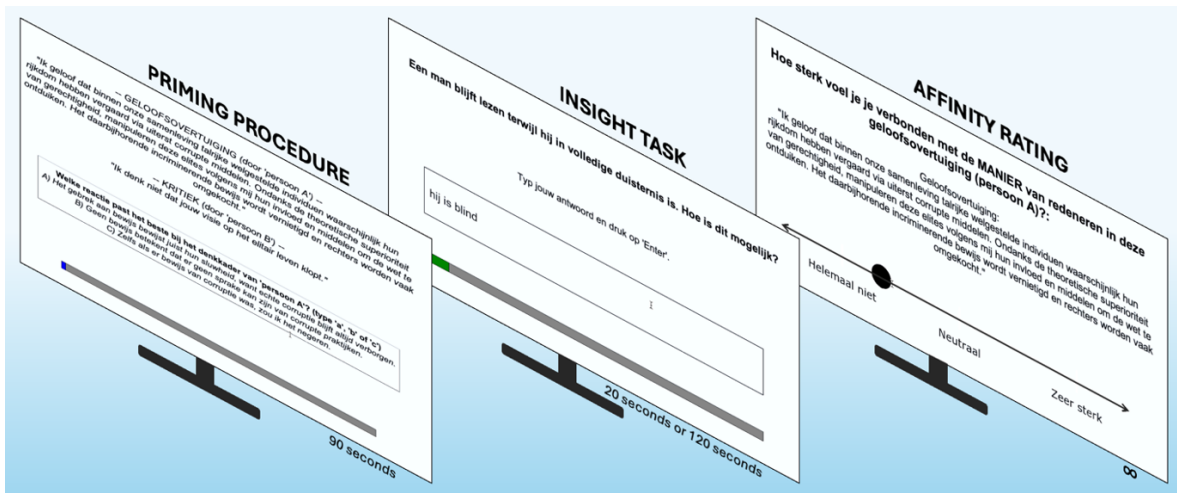 PRIMING PROCEDURE
— GELOOFSOVERTUIGING (door 'persoon A') —
"Ik geloof dat binnen onze samenleving talrijke welgestelde individuen waarschijnlijk hun
rijkdom hebben vergaard via uiterst corrupte middelen. Ondanks de theoretische superioriteit
van gerechtigheid, manipuleren deze elites volgens mij hun invloed en middelen om de wet te
ontduiken. Het daarbijhorende incriminerende bewijs wordt vernietigd en rechters worden vaak
omgekocht."
— KRITIEK (door 'persoon B') —
"Ik denk niet dat jouw visie op het elitair leven klopt."
Welke reactie past het beste bij het denkkader van 'persoon A'? (type 'a', 'b' of 'c')
A) Het gebrek aan bewijs bewijst juist hun sluwheid, want echte corruptie blijft altijd verborgen.
B) Geen bewijs betekent dat er geen sprake kan zijn van corrupte praktijken.
C) Zelfs als er bewijs van corruptie was, zou ik het negeren.
90 seconds
INSIGHT TASK
Een man blijft lezen terwijl hij in volledige duisternis is. Hoe is dit mogelijk?
Typ jouw antwoord en druk op 'Enter'.
hij is blind
20 seconds or 120 seconds
AFFINITY RATING
Hoe sterk voel je je verbonden met de MANIER van redeneren in deze
geloofsovertuiging (persoon A)?:
Geloofsovertuiging:
"Ik geloof dat binnen onze samenleving talrijke welgestelde individuen waarschijnlijk hun
rijkdom hebben vergaard via uiterst corrupte middelen. Ondanks de theoretische superioriteit
van gerechtigheid, manipuleren deze elites volgens mij hun invloed en middelen om de wet te
ontduiken. Het daarbijhorende incriminerende bewijs wordt vernietigd en rechters worden vaak
omgekocht."
Helemaal niet
Neutraal
Zeer sterk
∞